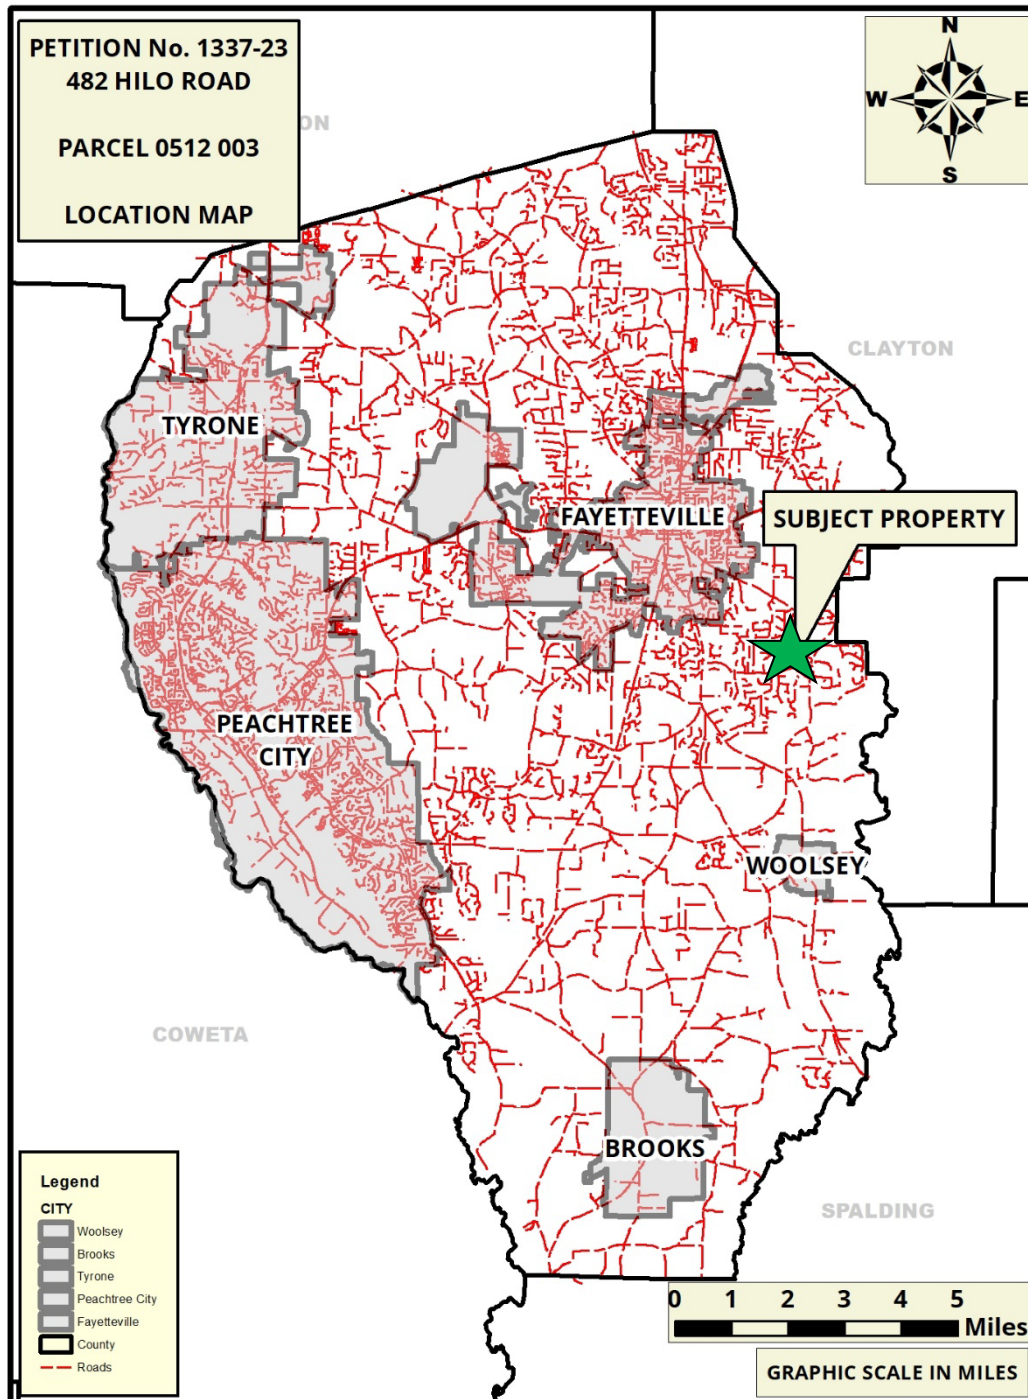 PETITION No. 1337-23
482 HILO ROAD
PARCEL 0512 003
LOCATION MAP
N
W
E
S
ON
CLAYTON
TYRONE
FAYETTEVILLE
SUBJECT PROPERTY
PEACHTREE
CITY
WOOLSEY
COWETA
BROOKS
SPALDING
Legend
CITY
Woolsey
Brooks
Tyrone
Peachtree City
Fayetteville
County
Roads
0 1 2 3 4 5
Miles
GRAPHIC SCALE IN MILES